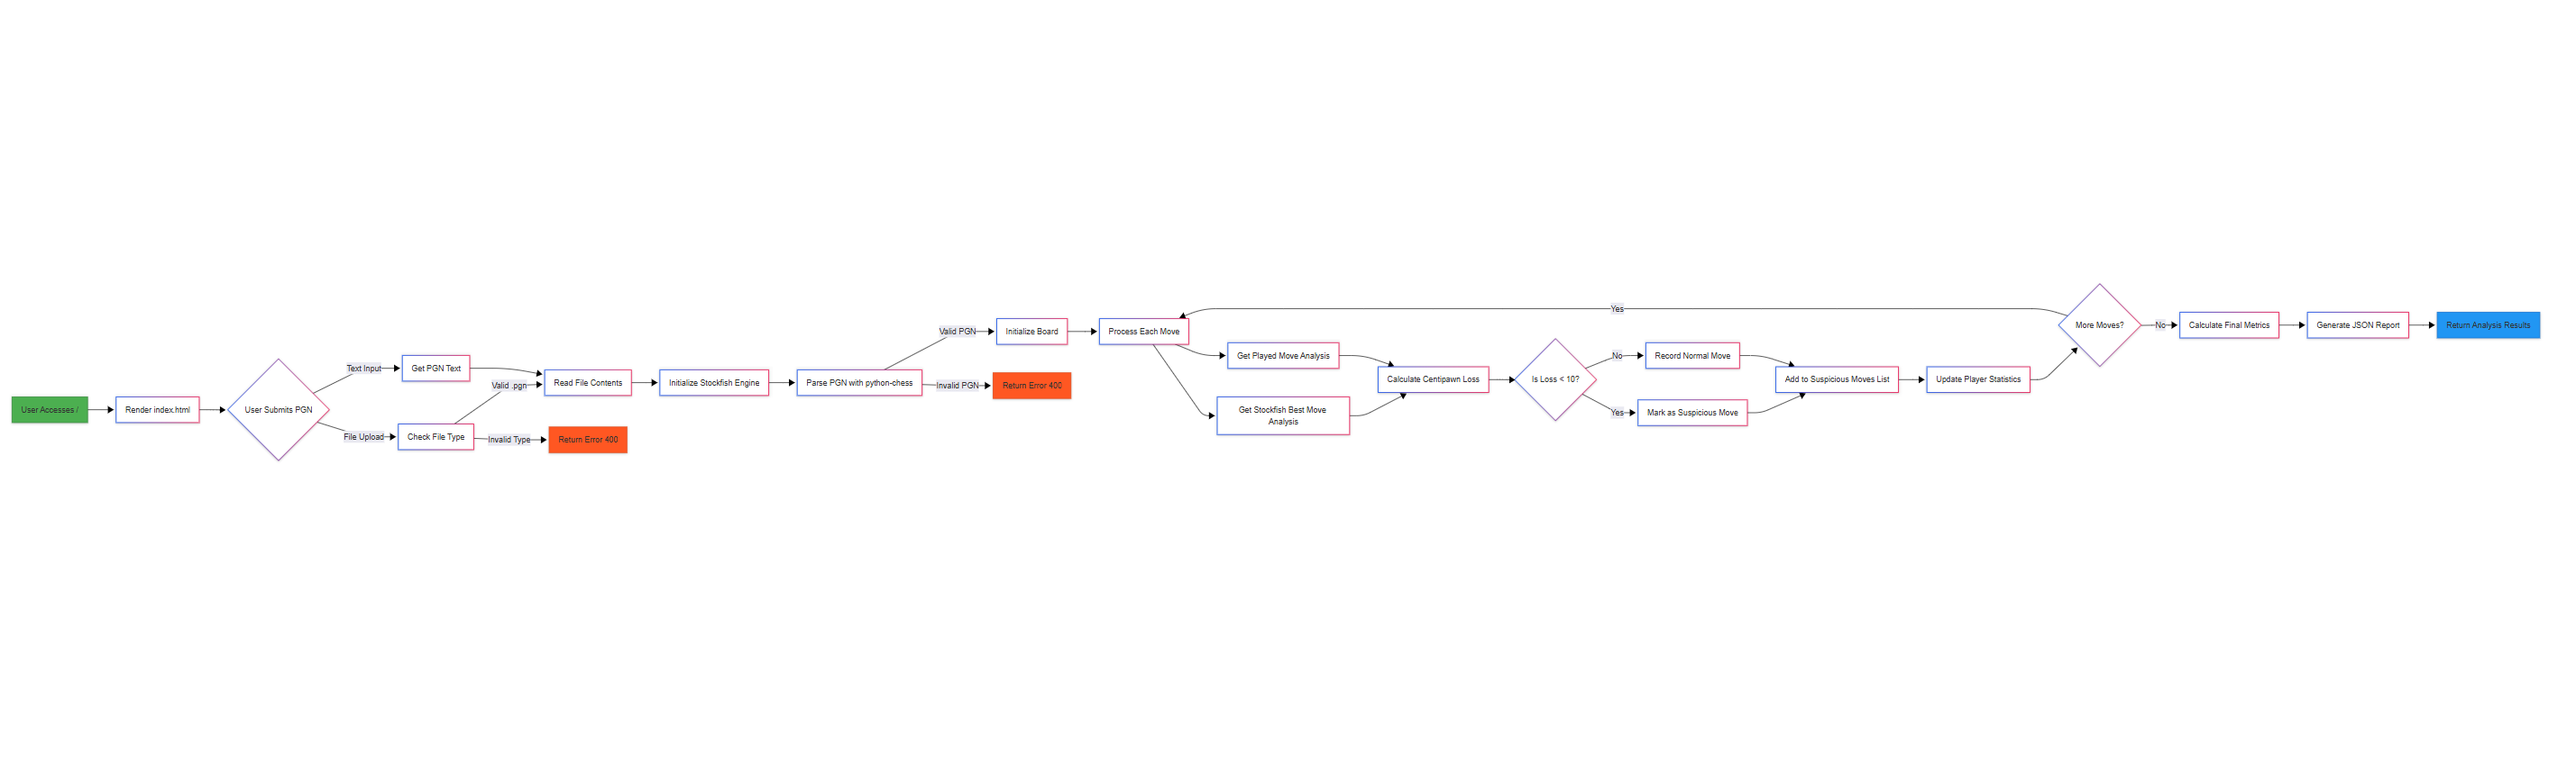 User Accesses /
Render index.html
User Submits PGN
Text Input
File Upload
Get PGN Text
Check File Type
Valid .pgn
Invalid Type
Read File Contents
Return Error 400
Initialize Stockfish Engine
Parse PGN with python-chess
Valid PGN
Invalid PGN
Initialize Board
Return Error 400
Process Each Move
Get Played Move Analysis
Get Stockfish Best Move
Analysis
Calculate Centipawn Loss
Is Loss < 10?
No
Yes
Record Normal Move
Mark as Suspicious Move
Add to Suspicious Moves List
Update Player Statistics
More Moves?
Yes
No
Calculate Final Metrics
Generate JSON Report
Return Analysis Results